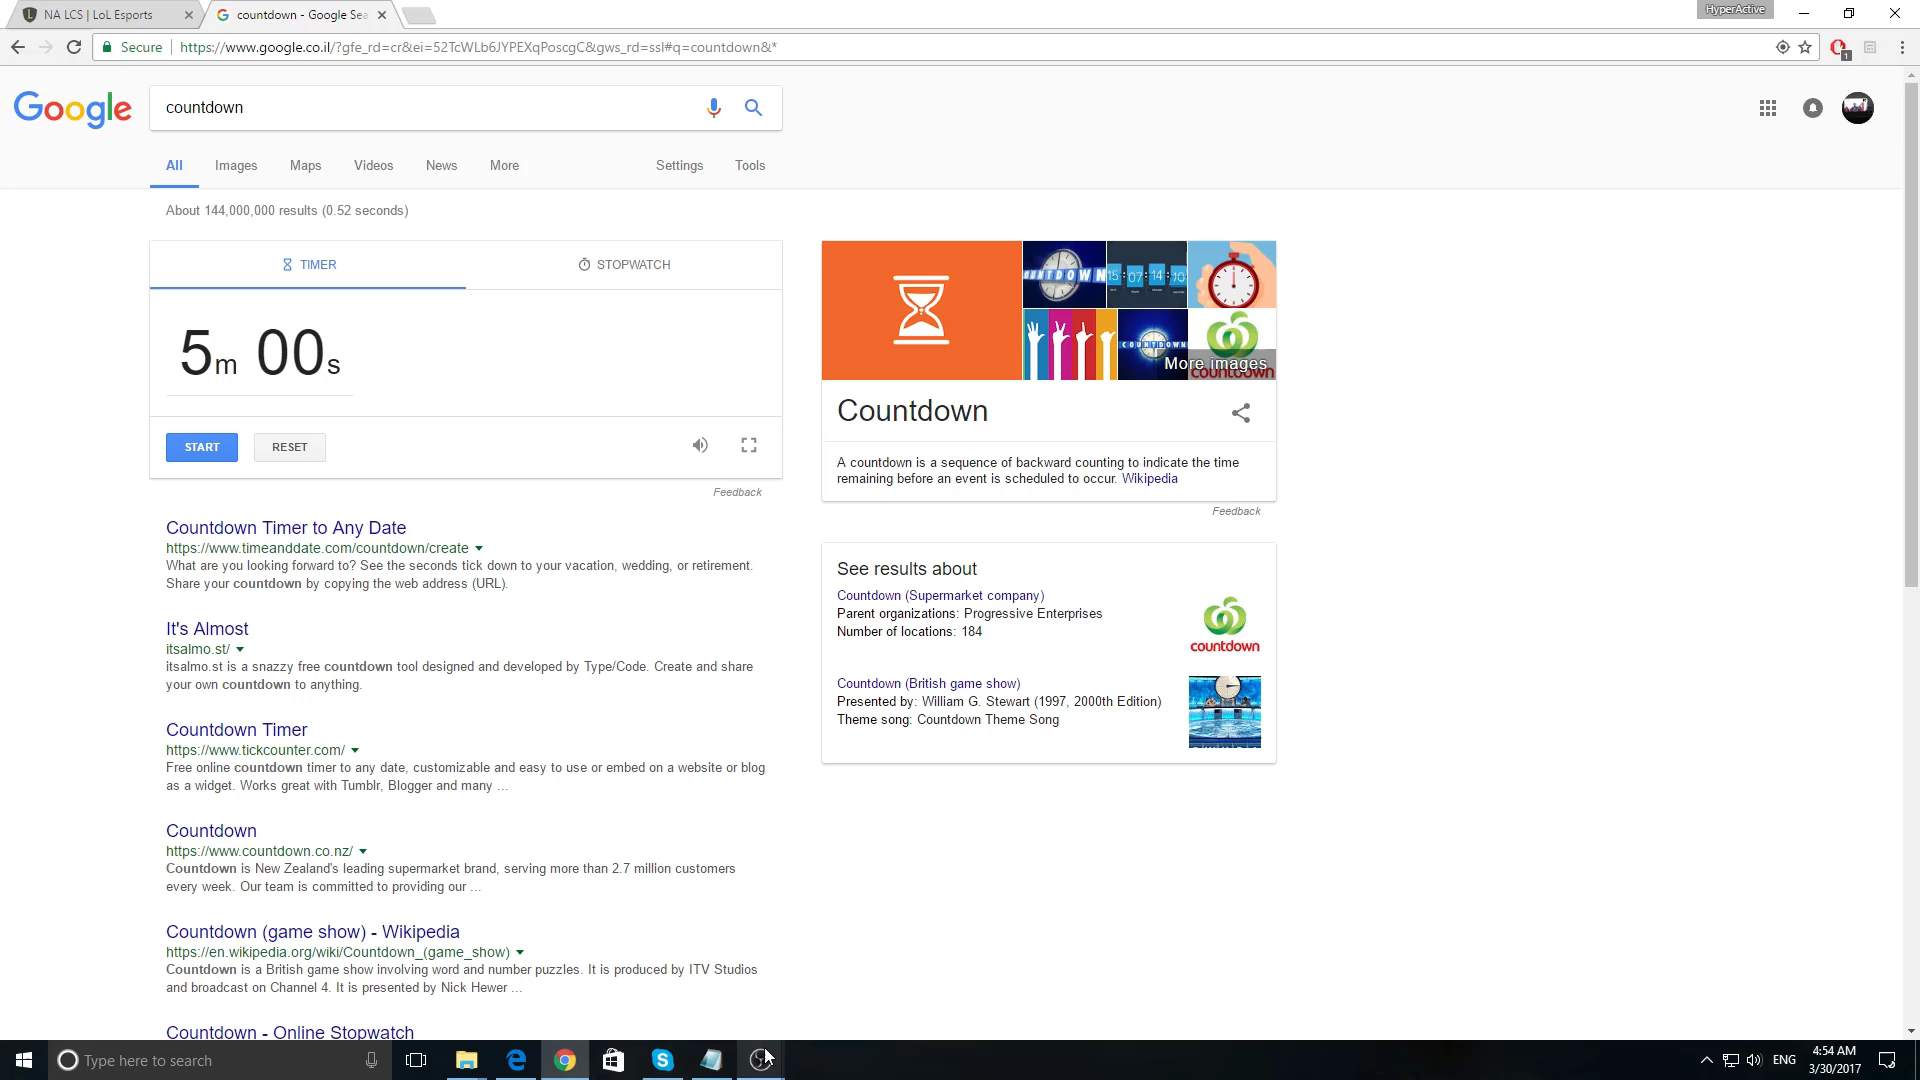 NA LCS | LoL Esports
countdown - Google Sea
HyperActive
Secure
https://www.google.co.il/?gfe_rd=cr&ei=52TcWLb6JYPEXqPoscgC&gws_rd=ssl#q=countdown&*
1
Google
countdown
All
Images
Maps
Videos
News
More
Settings
Tools
About 144,000,000 results (0.52 seconds)
TIMER
STOPWATCH
5m 00s
START
RESET
Feedback
COUNTDOWN
15 : 07 : 14 : 10
COUNTDOWN
More images
countdown
Countdown
A countdown is a sequence of backward counting to indicate the time
remaining before an event is scheduled to occur. Wikipedia
Feedback
Countdown Timer to Any Date
https://www.timeanddate.com/countdown/create
What are you looking forward to? See the seconds tick down to your vacation, wedding, or retirement.
Share your countdown by copying the web address (URL).
It's Almost
itsalmo.st/
itsalmo.st is a snazzy free countdown tool designed and developed by Type/Code. Create and share
your own countdown to anything.
Countdown Timer
https://www.tickcounter.com/
Free online countdown timer to any date, customizable and easy to use or embed on a website or blog
as a widget. Works great with Tumblr, Blogger and many ...
Countdown
https://www.countdown.co.nz/
Countdown is New Zealand's leading supermarket brand, serving more than 2.7 million customers
every week. Our team is committed to providing our ...
Countdown (game show) - Wikipedia
https://en.wikipedia.org/wiki/Countdown_(game_show)
Countdown is a British game show involving word and number puzzles. It is produced by ITV Studios
and broadcast on Channel 4. It is presented by Nick Hewer ...
Countdown - Online Stopwatch
See results about
Countdown (Supermarket company)
Parent organizations: Progressive Enterprises
Number of locations: 184
countdown
Countdown (British game show)
Presented by: William G. Stewart (1997, 2000th Edition)
Theme song: Countdown Theme Song
Type here to search
ENG
4:54 AM
3/30/2017